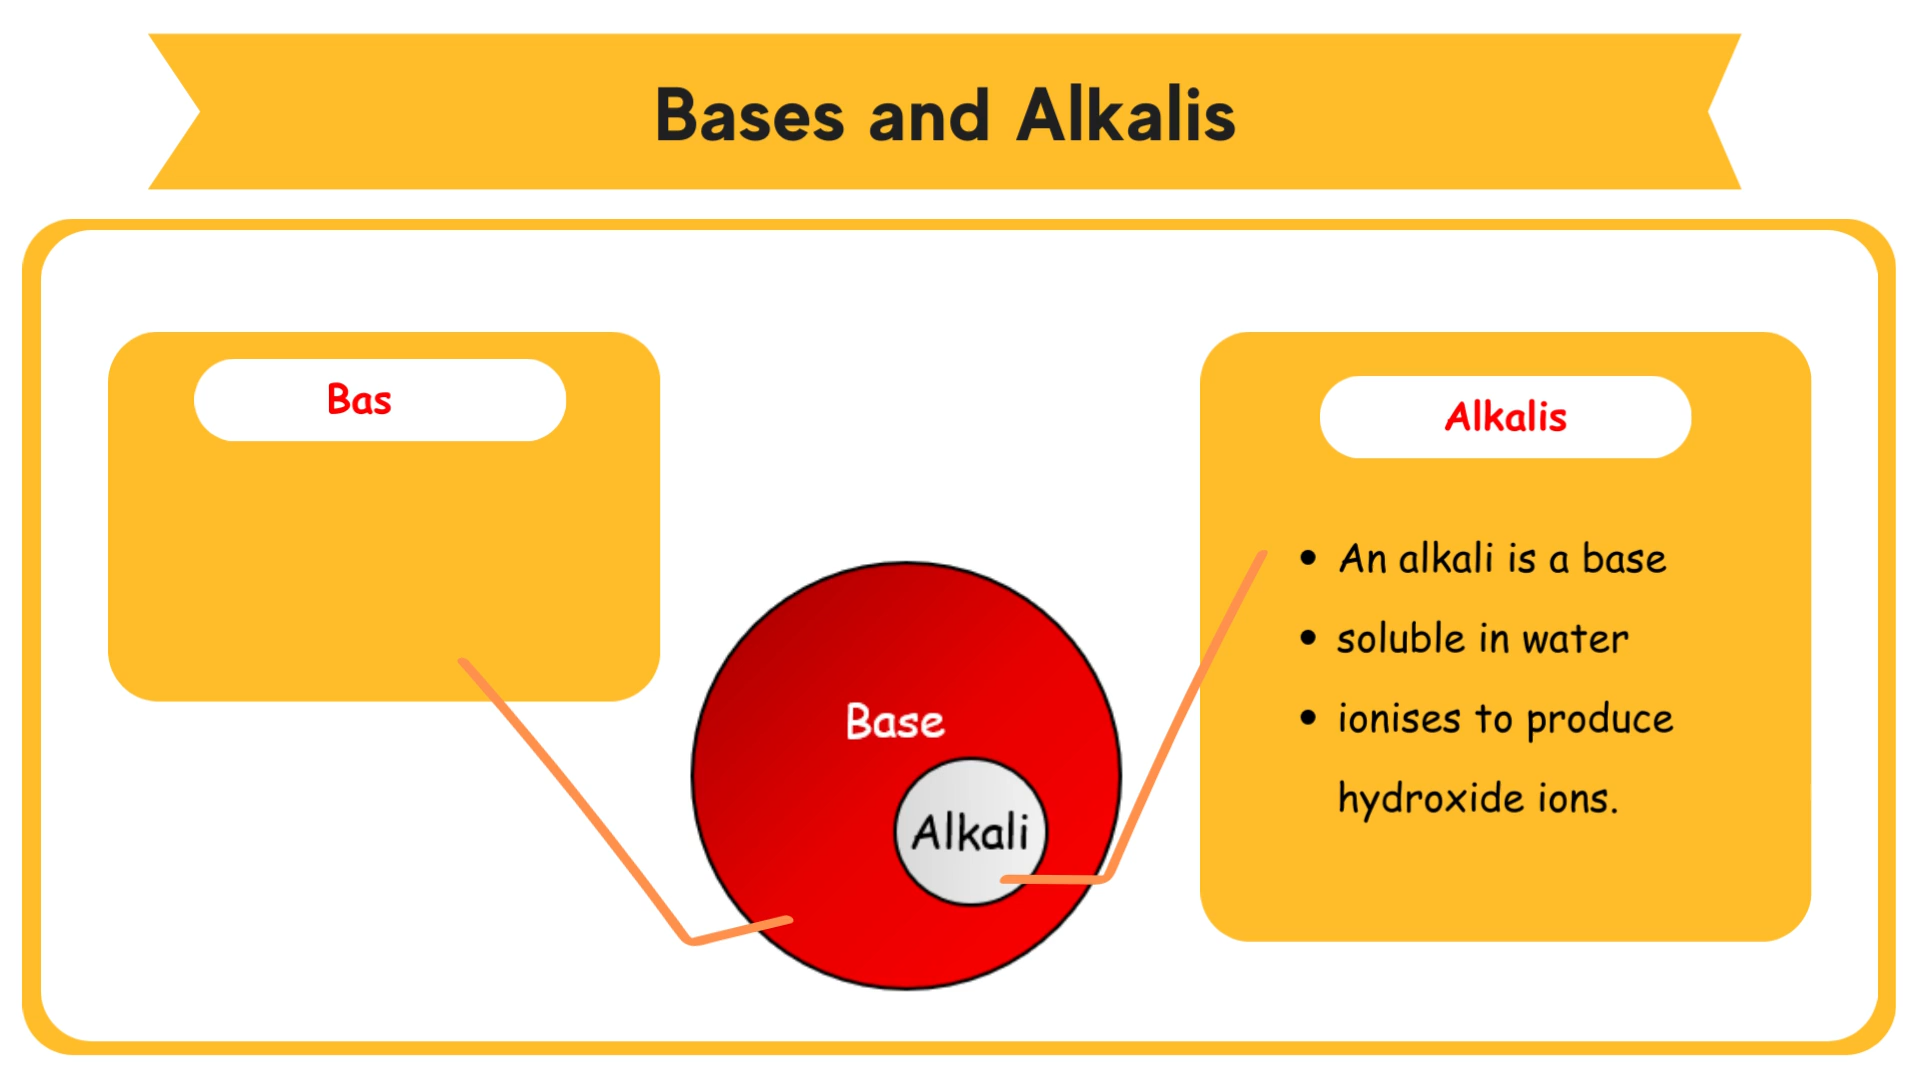 Bases and Alkalis
Bas
Alkalis
• An alkali is a base
• soluble in water
• ionises to produce
hydroxide ions.
Base
Alkali